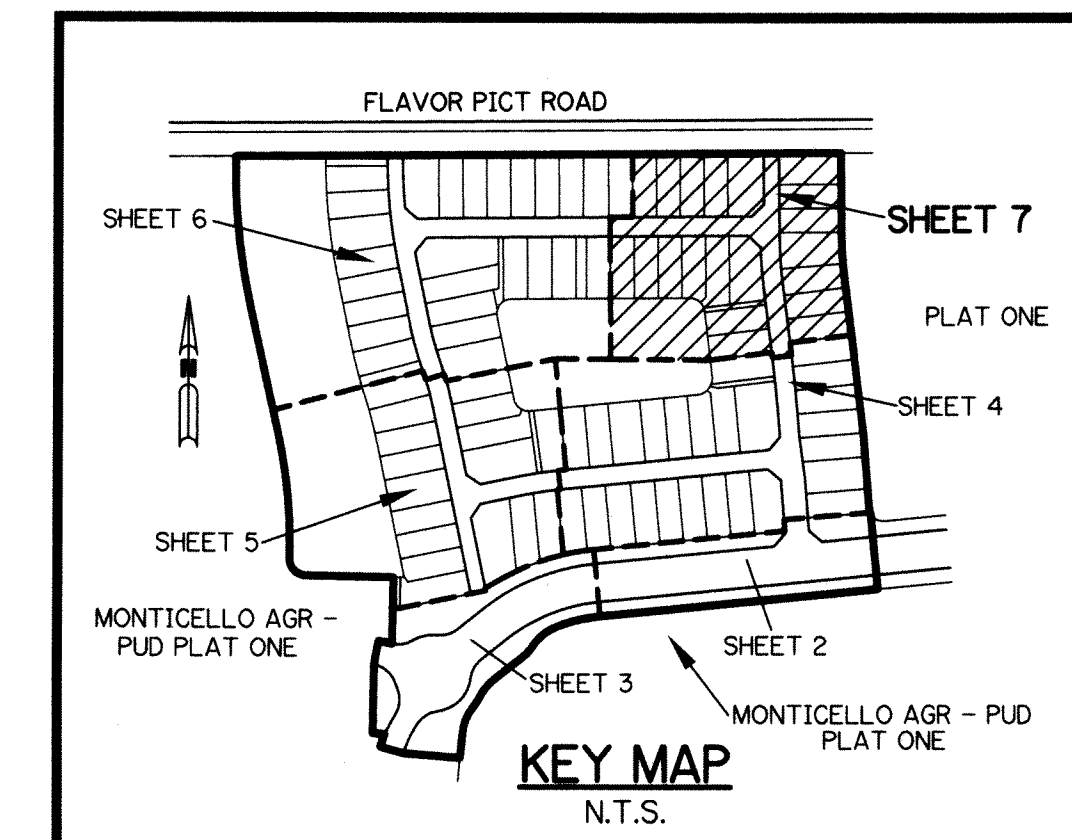 FLAVOR PICT ROAD
SHEET 6
SHEET 7
PLAT ONE
N
SHEET 4
SHEET 5
MONTICELLO AGR -
PUD PLAT ONE
SHEET 2
SHEET 3
MONTICELLO AGR - PUD
PLAT ONE
KEY MAP
N.T.S.